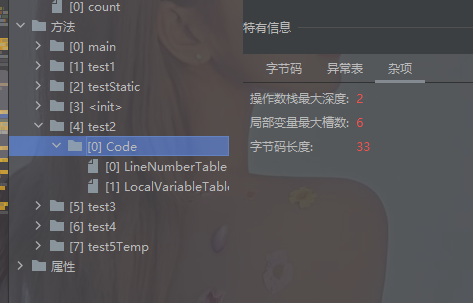 [0] count
方法
[0] main
[1] test1
[2] testStatic
[3] <init>
[4] test2
[0] Code
[0] LineNumberTable
[1] LocalVariableTable
[5] test3
[6] test4
[7] test5Temp
属性
特有信息
字节码 异常表 杂项
操作数栈最大深度: 2
局部变量最大槽数: 6
字节码长度: 33